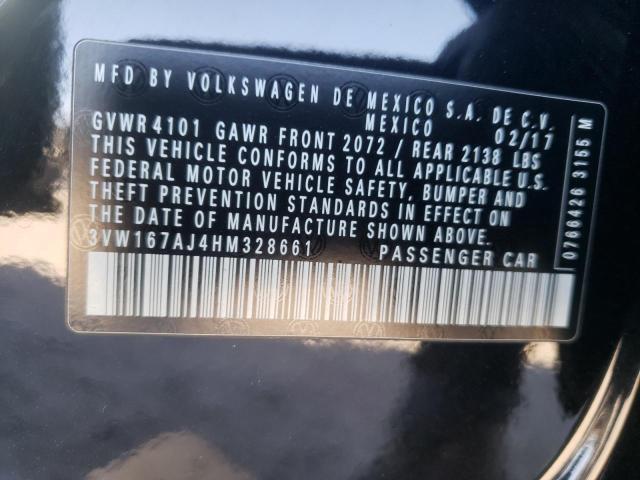 MFD BY VOLKSWAGEN DE MEXICO S.A. DE C.V.
MEXICO 02/17
GVWR 4101 GAWR FRONT 2072 / REAR 2138 LBS
THIS VEHICLE CONFORMS TO ALL APPLICABLE U.S.
FEDERAL MOTOR VEHICLE SAFETY, BUMPER AND
THEFT PREVENTION STANDARDS IN EFFECT ON
THE DATE OF MANUFACTURE SHOWN ABOVE.
3VW167AJ4HM328661 PASSENGER CAR
0766426 3155 M